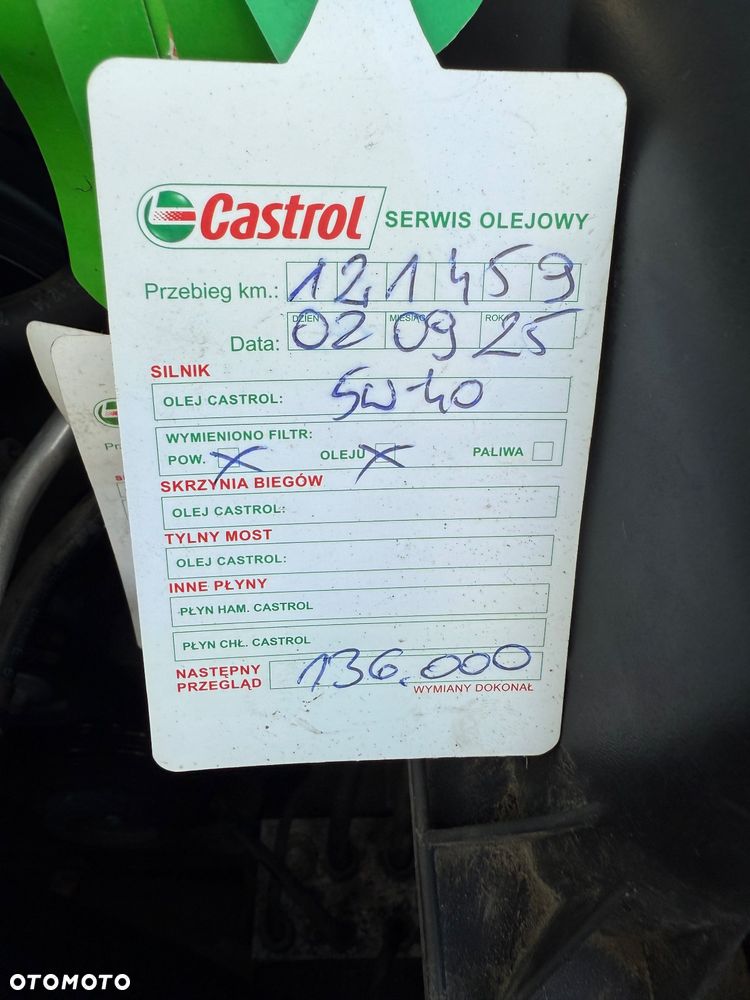 Castrol SERWIS OLEJOWY
Przebieg km.: 121459
DZIEŃ MIESIĄC ROK
Data: 02 09 25
SILNIK
OLEJ CASTROL: 5W-40
WYMIENIONO FILTR:
POW. X OLEJU X PALIWA
SKRZYNIA BIEGÓW
OLEJ CASTROL:
TYLNY MOST
OLEJ CASTROL:
INNE PŁYNY
PŁYN HAM. CASTROL
PŁYN CHŁ. CASTROL
NASTĘPNY
PRZEGLĄD 136.000
WYMIANY DOKONAŁ
OTOMOTO